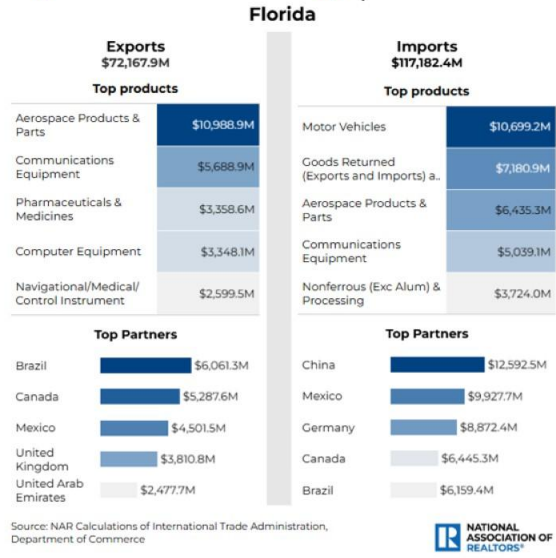 Florida
Exports
$72,167.9M
Top products
Aerospace Products &
Parts
$10,988.9M
Communications
Equipment
$5,688.9M
Pharmaceuticals &
Medicines
$3,358.6M
Computer Equipment
$3,348.1M
Navigational/Medical/
Control Instrument
$2,599.5M
Top Partners
Brazil
$6,061.3M
Canada
$5,287.6M
Mexico
$4,501.5M
United
Kingdom
$3,810.8M
United Arab
Emirates
$2,477.7M
Imports
$117,182.4M
Top products
Motor Vehicles
$10,699.2M
Goods Returned
(Exports and Imports) a..
$7,180.9M
Aerospace Products &
Parts
$6,435.3M
Communications
Equipment
$5,039.1M
Nonferrous (Exc Alum) &
Processing
$3,724.0M
Top Partners
China
$12,592.5M
Mexico
$9,927.7M
Germany
$8,872.4M
Canada
$6,445.3M
Brazil
$6,159.4M
Source: NAR Calculations of International Trade Administration,
Department of Commerce
NATIONAL
ASSOCIATION OF
REALTORS®